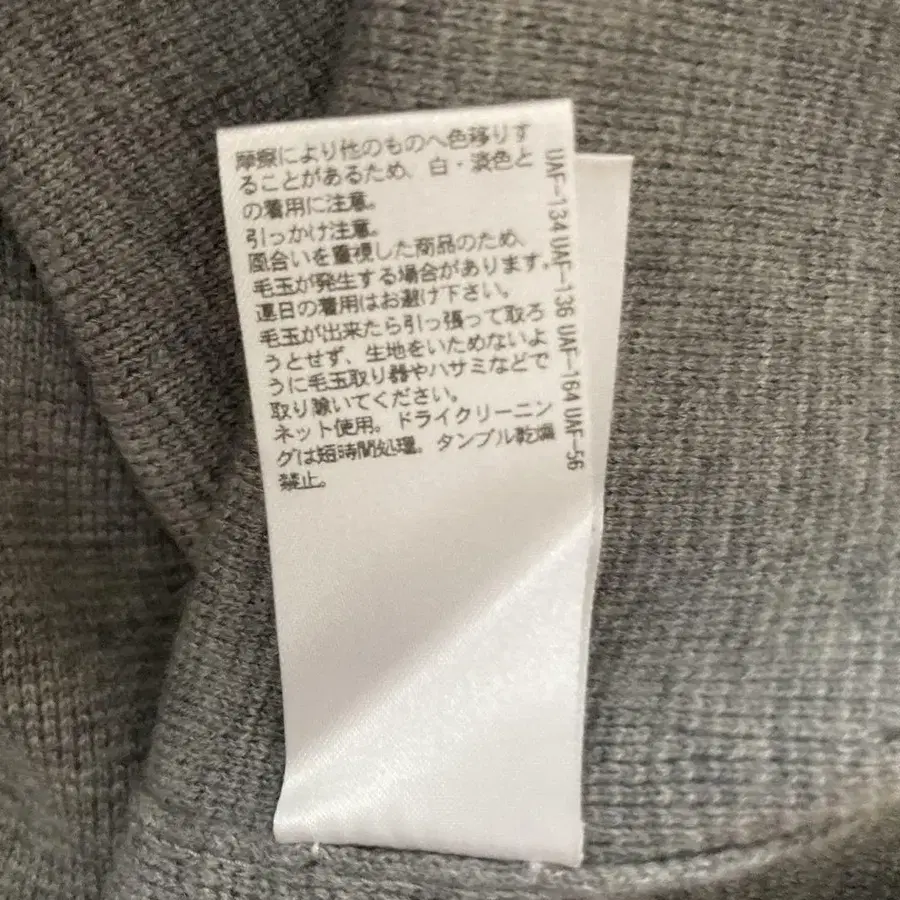 摩擦により他のものへ色移りす
ることがあるため、白・淡色と
の着用に注意。
引っかけ注意。
風合いを重視した商品のため、
毛玉が発生する場合があります。
連日の着用はお避け下さい。
毛玉が出来たら引っ張って取ろ
うとせず、生地をいためないよ
うに毛玉取り器やハサミなどで
取り除いてください。
ネット使用。ドライクリーニン
グは短時間処理。タンブル乾燥
禁止。
UAF-134 UAF-136 UAF-164 UAF-56